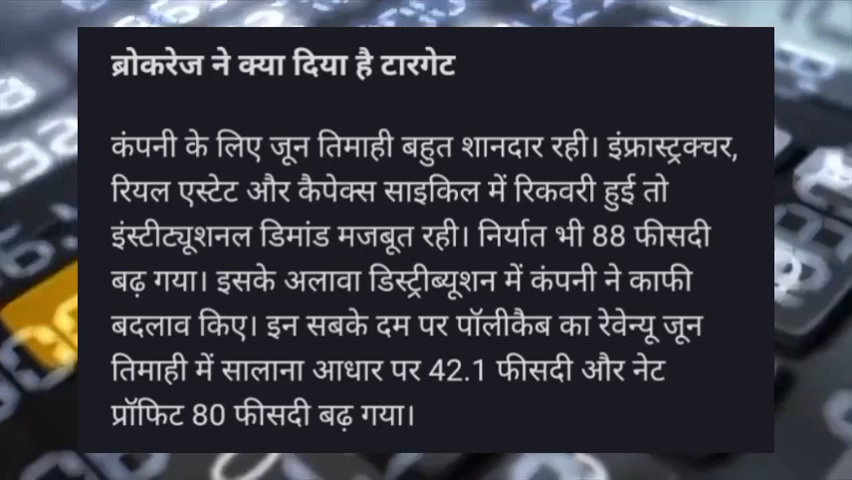 ब्रोकरेज ने क्या दिया है टारगेट
कंपनी के लिए जून तिमाही बहुत शानदार रही। इंफ्रास्ट्रक्चर,
रियल एस्टेट और कैपेक्स साइकिल में रिकवरी हुई तो
इंस्टीट्यूशनल डिमांड मजबूत रही। निर्यात भी 88 फीसदी
बढ़ गया। इसके अलावा डिस्ट्रीब्यूशन में कंपनी ने काफी
बदलाव किए। इन सबके दम पर पॉलीकैब का रेवेन्यू जून
तिमाही में सालाना आधार पर 42.1 फीसदी और नेट
प्रॉफिट 80 फीसदी बढ़ गया।